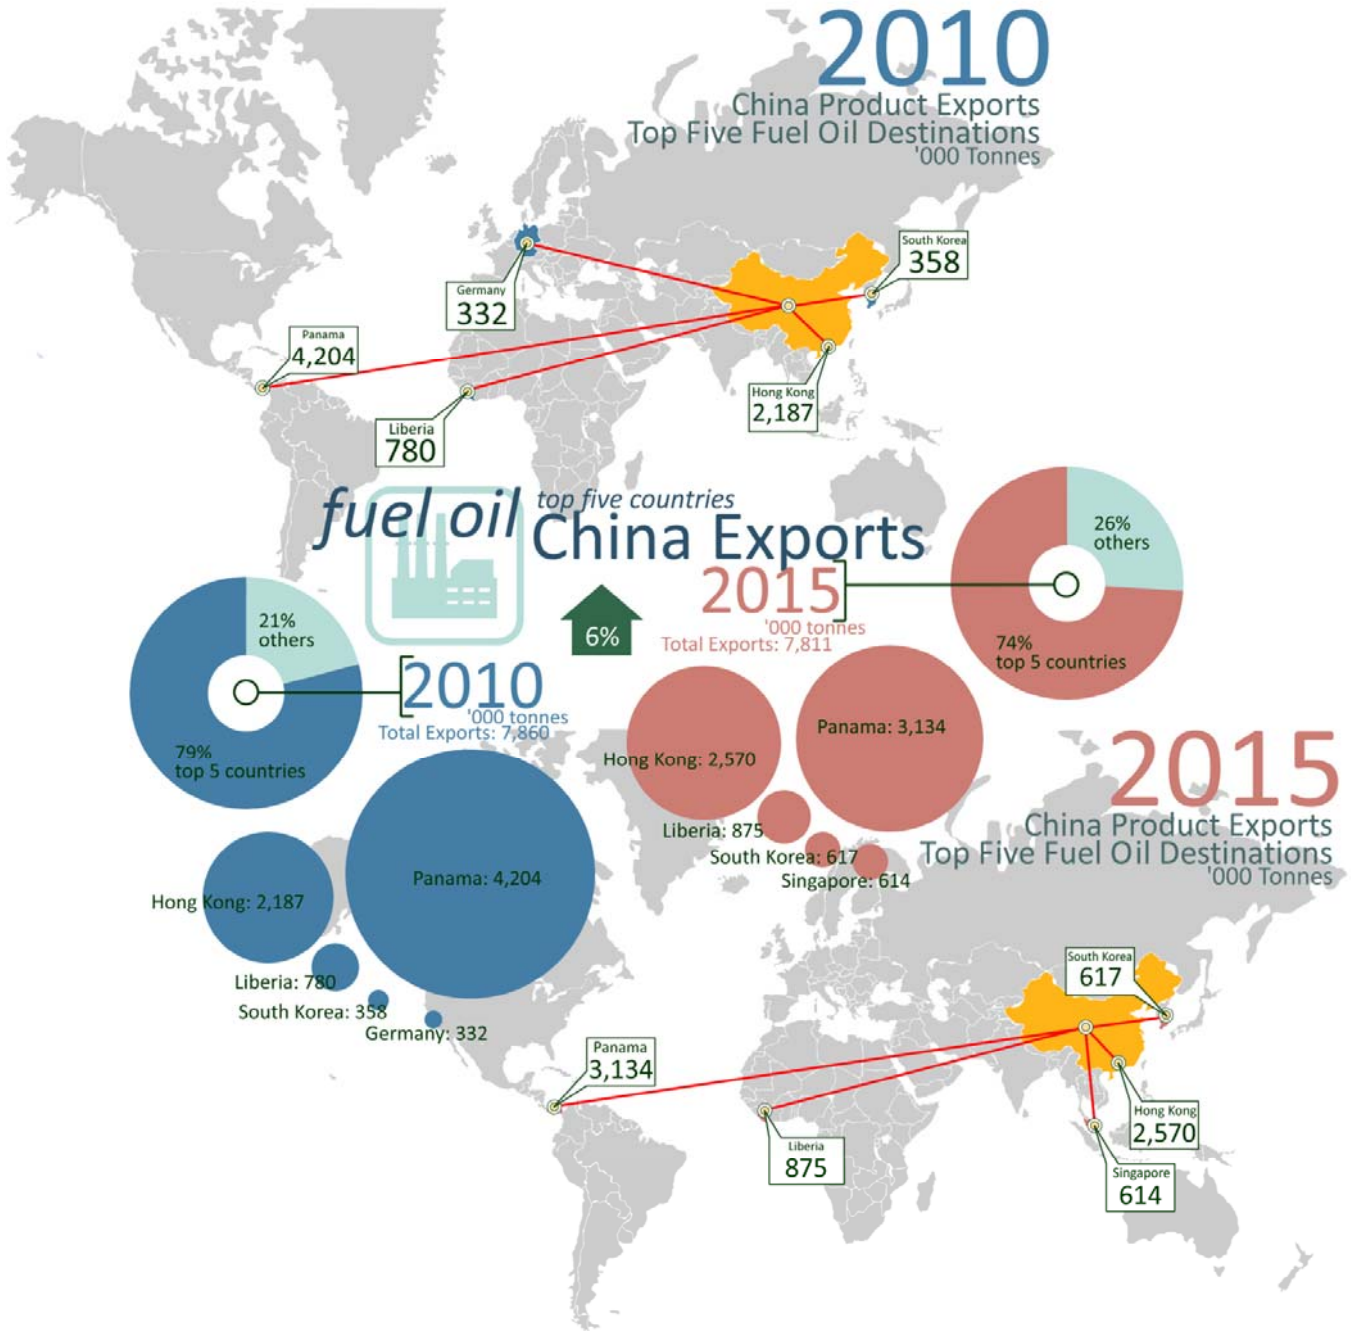 2010
China Product Exports
Top Five Fuel Oil Destinations
'000 Tonnes
South Korea
358
Germany
332
Panama
4,204
Hong Kong
2,187
Liberia
780
fuel oil
top five countries
China Exports
26%
others
74%
top 5 countries
2015
'000 tonnes
Total Exports: 7,811
6%
21%
others
79%
top 5 countries
2010
'000 tonnes
Total Exports: 7,860
Panama: 3,134
Hong Kong: 2,570
Liberia: 875
South Korea: 617
Singapore: 614
Panama: 4,204
Hong Kong: 2,187
Liberia: 780
South Korea: 358
Germany: 332
2015
China Product Exports
Top Five Fuel Oil Destinations
'000 Tonnes
South Korea
617
Panama
3,134
Hong Kong
2,570
Liberia
875
Singapore
614